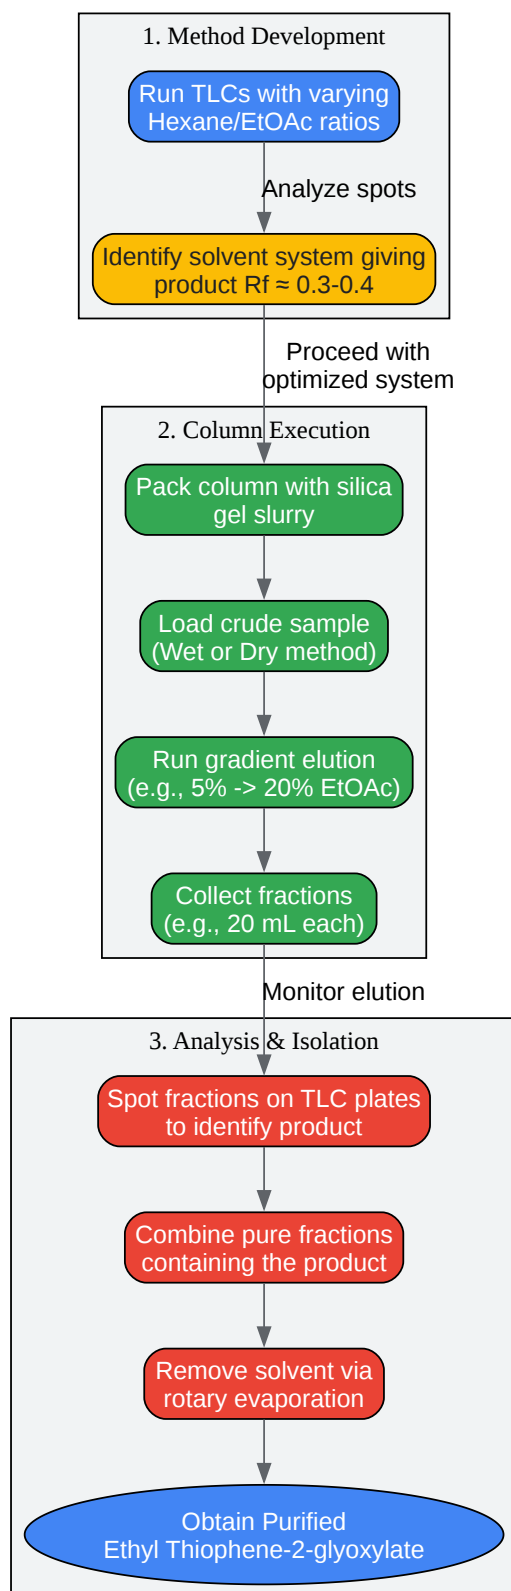 1. Method Development
Run TLCs with varying
Hexane/EtOAc ratios
Analyze spots
Identify solvent system giving
product Rf ≈ 0.3-0.4
Proceed with
optimized system
2. Column Execution
Pack column with silica
gel slurry
Load crude sample
(Wet or Dry method)
Run gradient elution
(e.g., 5% -> 20% EtOAc)
Collect fractions
(e.g., 20 mL each)
Monitor elution
3. Analysis & Isolation
Spot fractions on TLC plates
to identify product
Combine pure fractions
containing the product
Remove solvent via
rotary evaporation
Obtain Purified
Ethyl Thiophene-2-glyoxylate